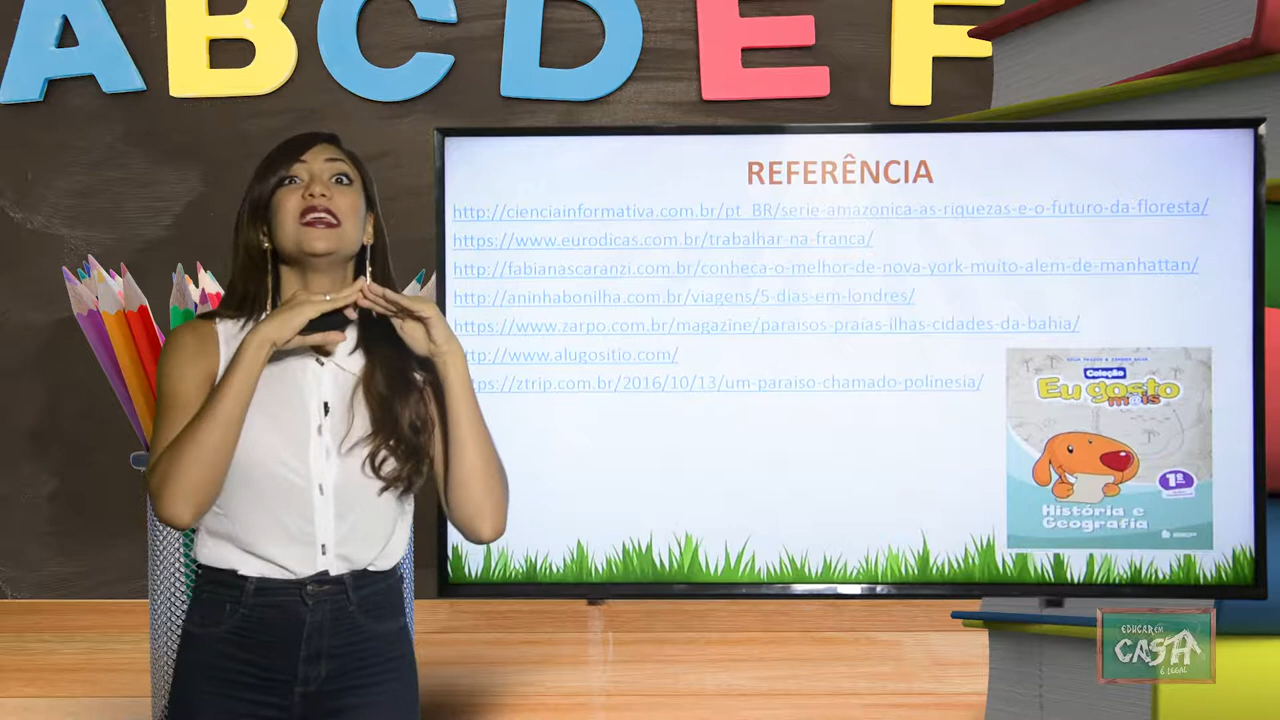 A B C D E F
REFERÊNCIA
http://cienciainformativa.com.br/pt_BR/serie-amazonica-as-riquezas-e-o-futuro-da-floresta/
https://www.eurodicas.com.br/trabalhar-na-franca/
http://fabianascaranzi.com.br/conheca-o-melhor-de-nova-york-muito-alem-de-manhattan/
http://aninhabonilha.com.br/viagens/5-dias-em-londres/
https://www.zarpo.com.br/magazine/paraisos-praias-ilhas-cidades-da-bahia/
ttp://www.alugositio.com/
tps://ztrip.com.br/2016/10/13/um-paraiso-chamado-polinesia/
Coleção
Eu gosto
m@is
1º
História e
Geografia
EDUCAR EM
CASA
É LEGAL